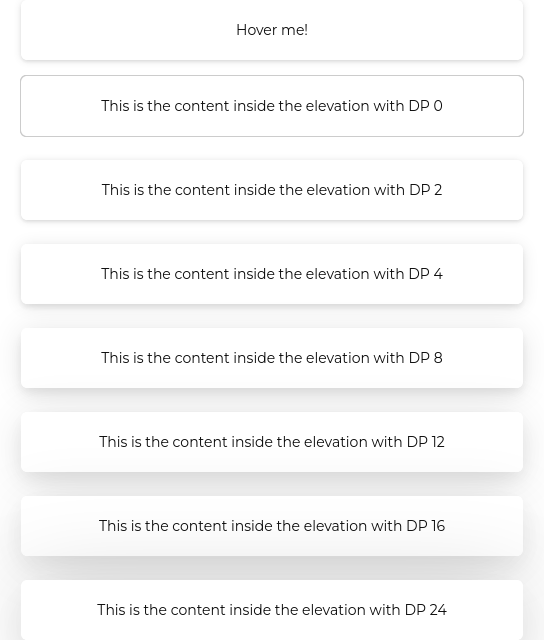 Hover me!
This is the content inside the elevation with DP 0
This is the content inside the elevation with DP 2
This is the content inside the elevation with DP 4
This is the content inside the elevation with DP 8
This is the content inside the elevation with DP 12
This is the content inside the elevation with DP 16
This is the content inside the elevation with DP 24